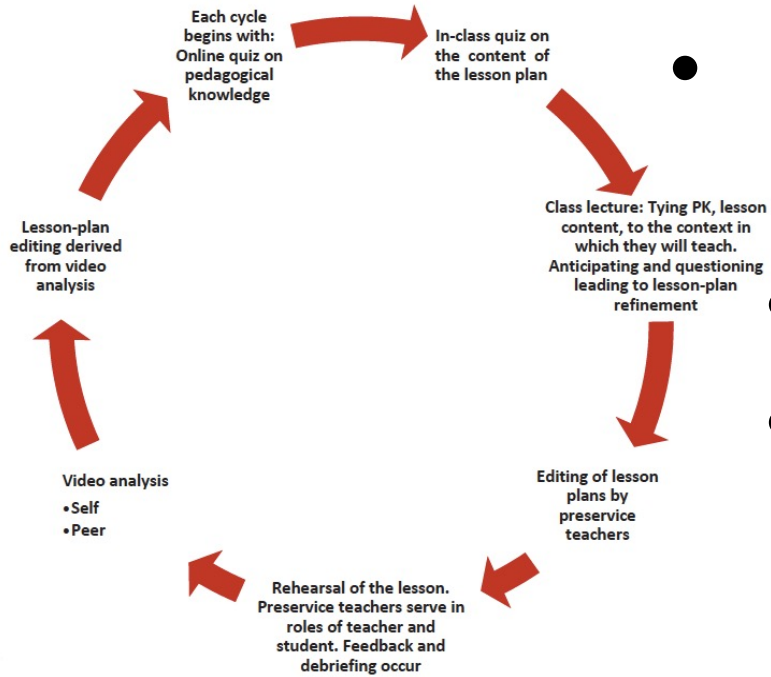 Each cycle
begins with:
Online quiz on
pedagogical
knowledge
In-class quiz on
the content of
the lesson plan
Class lecture: Tying PK, lesson
content, to the context in
which they will teach.
Anticipating and questioning
leading to lesson-plan
refinement
Editing of lesson
plans by
preservice
teachers
Rehearsal of the lesson.
Preservice teachers serve in
roles of teacher and
student. Feedback and
debriefing occur
Video analysis
•Self
•Peer
Lesson-plan
editing derived
from video
analysis